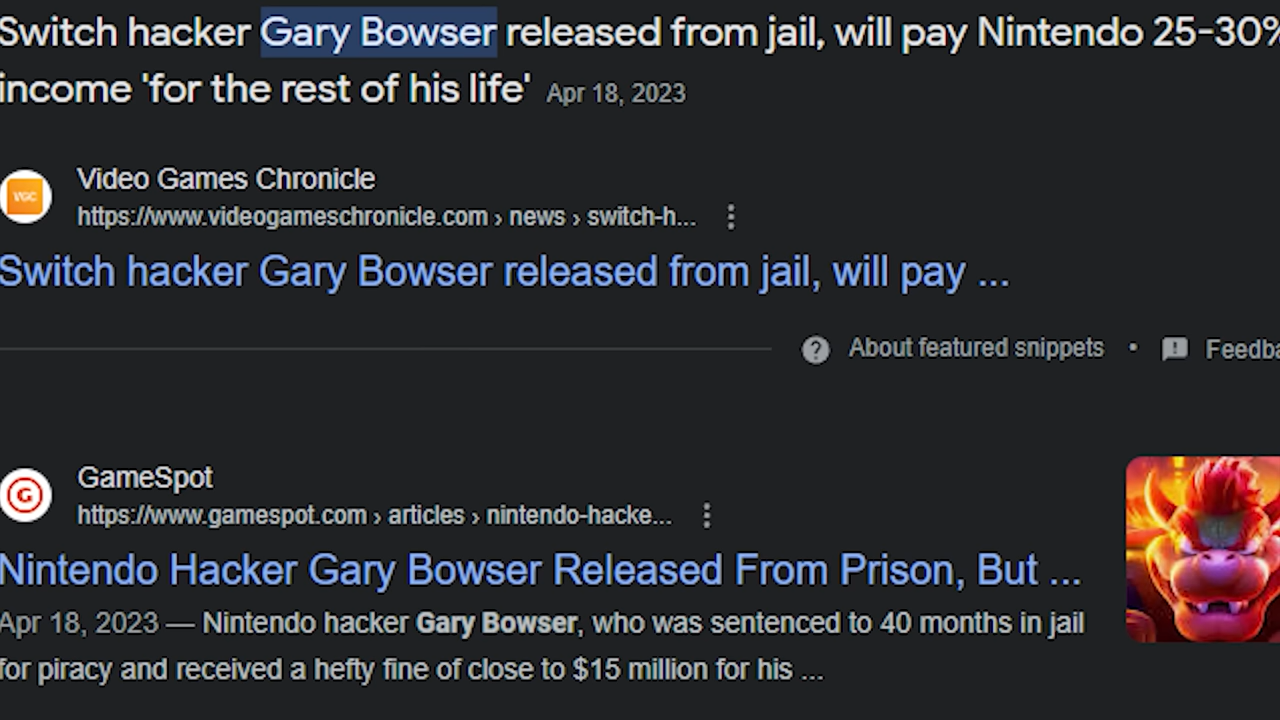 Switch hacker Gary Bowser released from jail, will pay Nintendo 25-30%
income 'for the rest of his life' Apr 18, 2023
VGC
Video Games Chronicle
https://www.videogameschronicle.com › news › switch-h...
Switch hacker Gary Bowser released from jail, will pay ...
About featured snippets • Feedba
GameSpot
https://www.gamespot.com › articles › nintendo-hacke...
Nintendo Hacker Gary Bowser Released From Prison, But ...
Apr 18, 2023 — Nintendo hacker Gary Bowser, who was sentenced to 40 months in jail
for piracy and received a hefty fine of close to $15 million for his ...